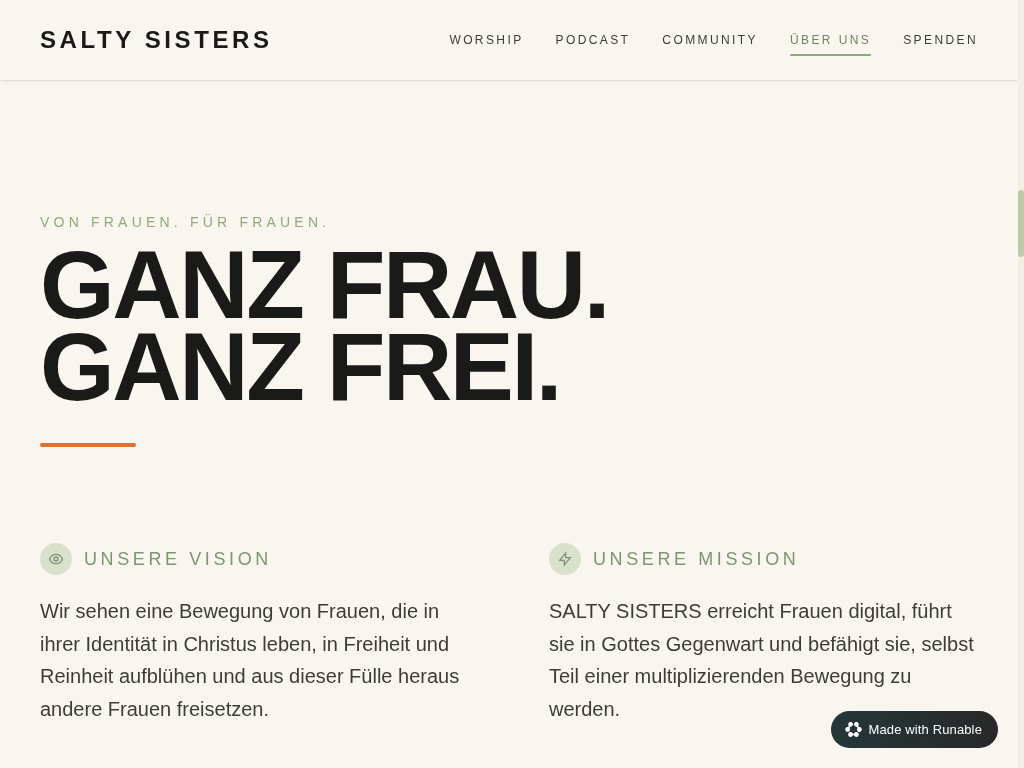 SALTY SISTERS
WORSHIP
PODCAST
COMMUNITY
ÜBER UNS
SPENDEN
VON FRAUEN. FÜR FRAUEN.
GANZ FRAU.
GANZ FREI.
UNSERE VISION
Wir sehen eine Bewegung von Frauen, die in
ihrer Identität in Christus leben, in Freiheit und
Reinheit aufblühen und aus dieser Fülle heraus
andere Frauen freisetzen.
UNSERE MISSION
SALTY SISTERS erreicht Frauen digital, führt
sie in Gottes Gegenwart und befähigt sie, selbst
Teil einer multiplizierenden Bewegung zu
werden.
Made with Runable